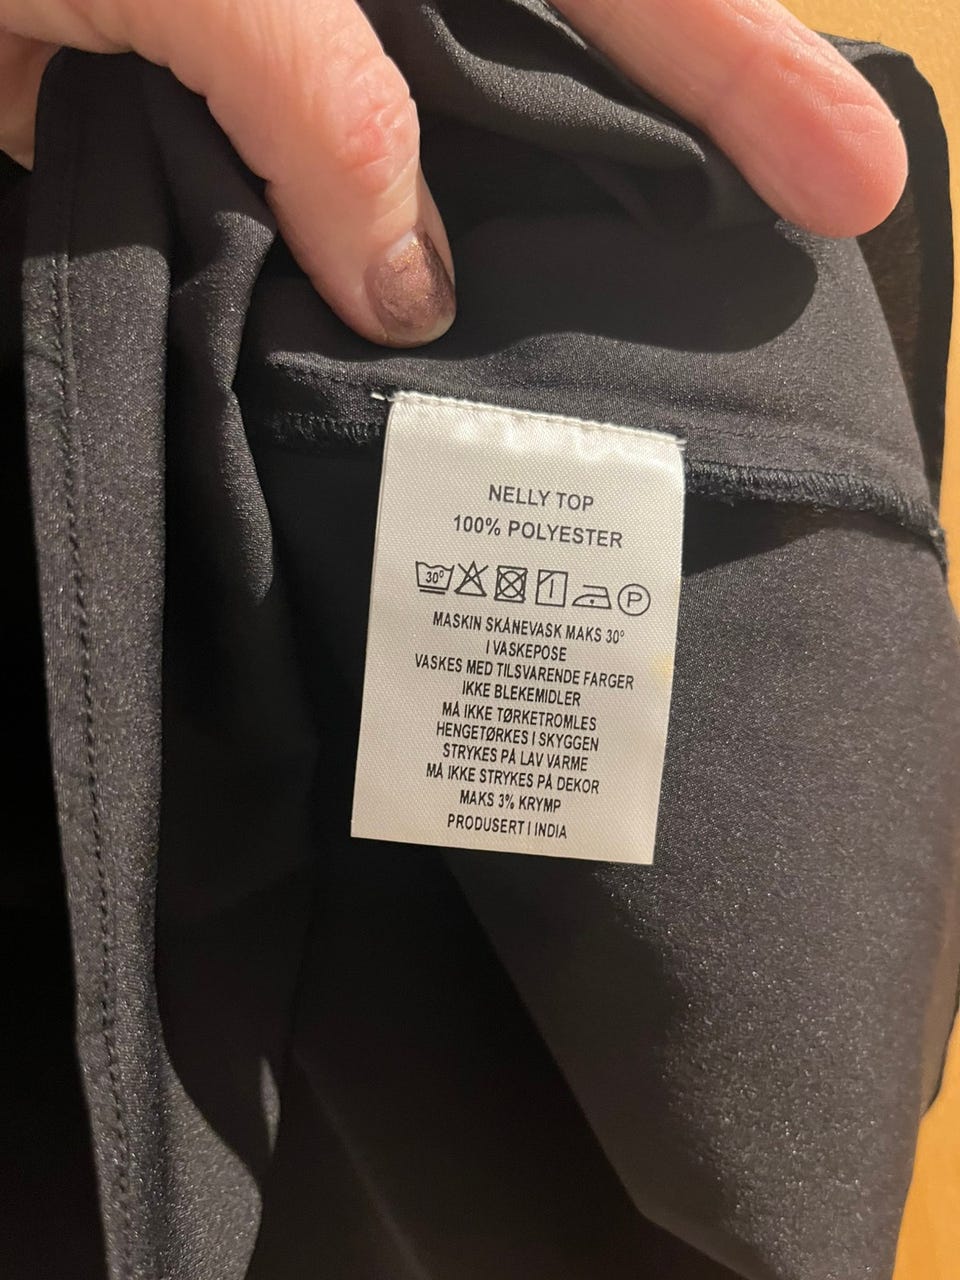 NELLY TOP
100% POLYESTER
30° P
MASKIN SKÅNEVASK MAKS 30°
I VASKEPOSE
VASKES MED TILSVARENDE FARGER
IKKE BLEKEMIDLER
MÅ IKKE TØRKETROMLES
HENGETØRKES I SKYGGEN
STRYKES PÅ LAV VARME
MÅ IKKE STRYKES PÅ DEKOR
MAKS 3% KRYMP
PRODUSERT I INDIA